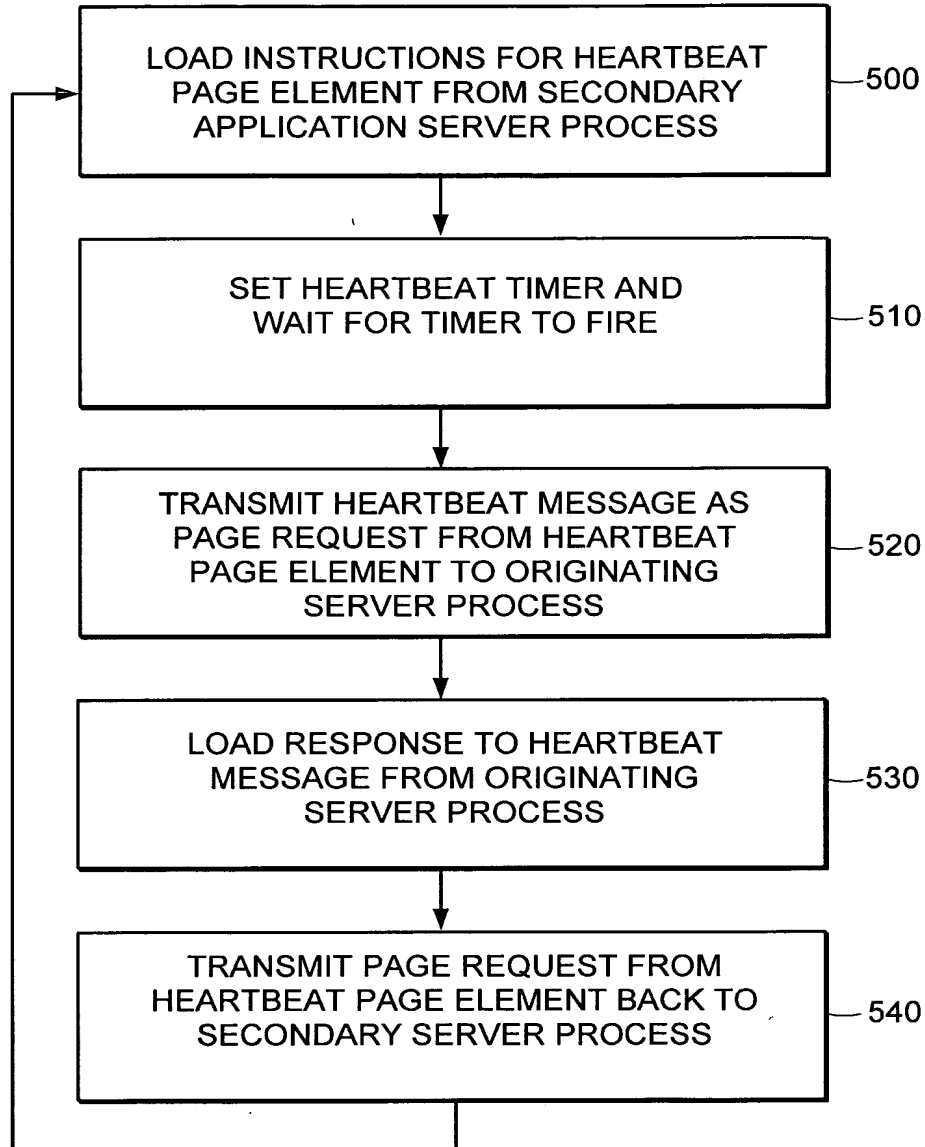 LOAD INSTRUCTIONS FOR HEARTBEAT
PAGE ELEMENT FROM SECONDARY
APPLICATION SERVER PROCESS
500
SET HEARTBEAT TIMER AND
WAIT FOR TIMER TO FIRE
510
TRANSMIT HEARTBEAT MESSAGE AS
PAGE REQUEST FROM HEARTBEAT
PAGE ELEMENT TO ORIGINATING
SERVER PROCESS
520
LOAD RESPONSE TO HEARTBEAT
MESSAGE FROM ORIGINATING
SERVER PROCESS
530
TRANSMIT PAGE REQUEST FROM
HEARTBEAT PAGE ELEMENT BACK TO
SECONDARY SERVER PROCESS
540